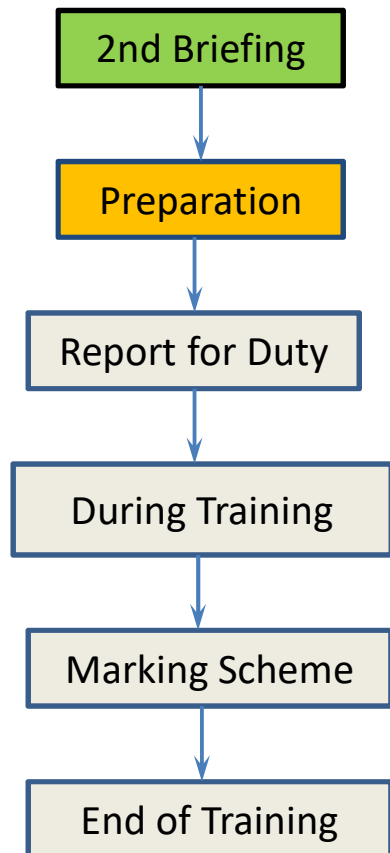 2nd Briefing
Preparation
Report for Duty
During Training
Marking Scheme
End of Training